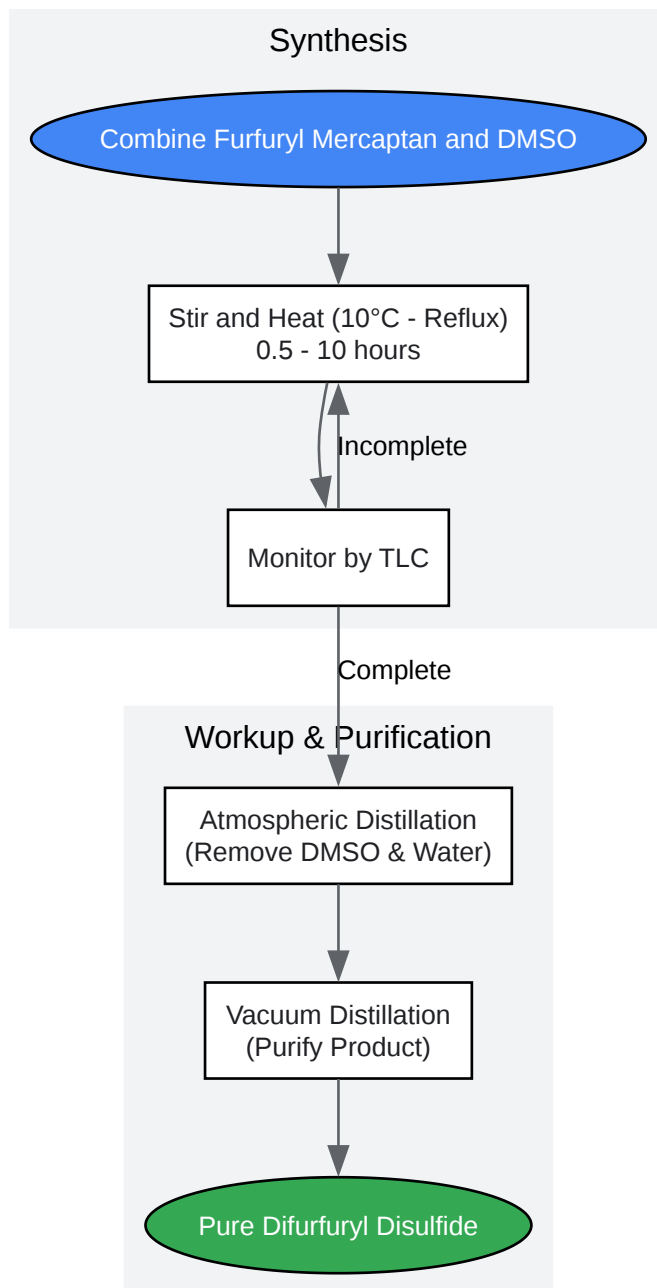 Synthesis
Combine Furfuryl Mercaptan and DMSO
Stir and Heat (10°C - Reflux)
0.5 - 10 hours
Incomplete
Monitor by TLC
Complete
Workup & Purification
Atmospheric Distillation
(Remove DMSO & Water)
Vacuum Distillation
(Purify Product)
Pure Difurfuryl Disulfide